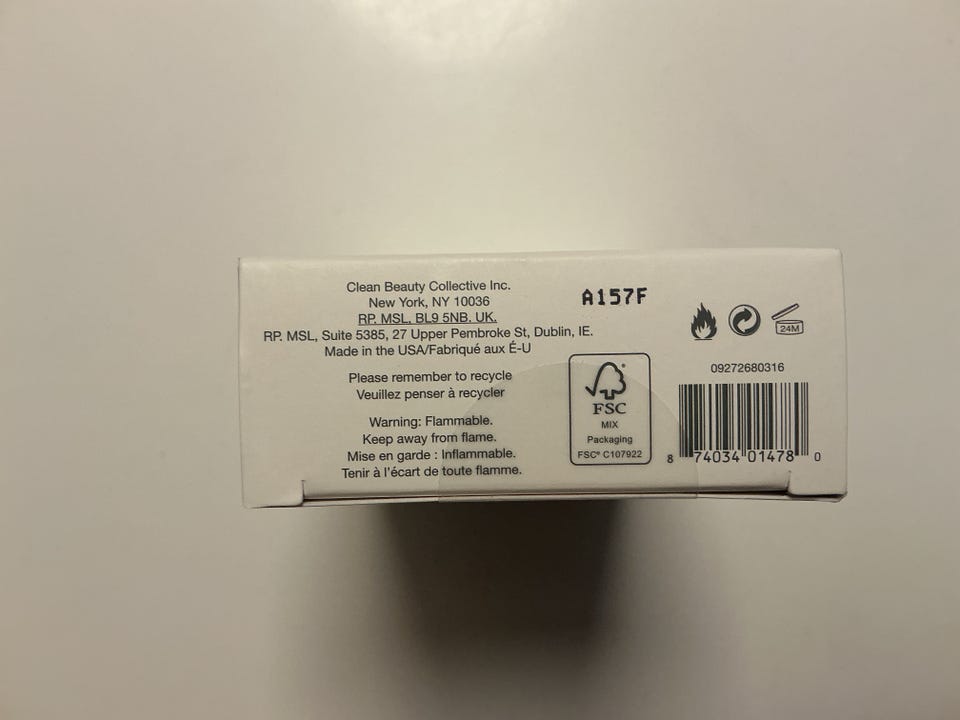 Clean Beauty Collective Inc.
New York, NY 10036
RP. MSL, BL9 5NB. UK.
RP. MSL, Suite 5385, 27 Upper Pembroke St, Dublin, IE.
Made in the USA/Fabriqué aux É-U
Please remember to recycle
Veuillez penser à recycler
Warning: Flammable.
Keep away from flame.
Mise en garde : Inflammable.
Tenir à l'écart de toute flamme.
A157F
FSC
MIX
Packaging
FSC® C107922
24M
09272680316
8 74034 01478 0